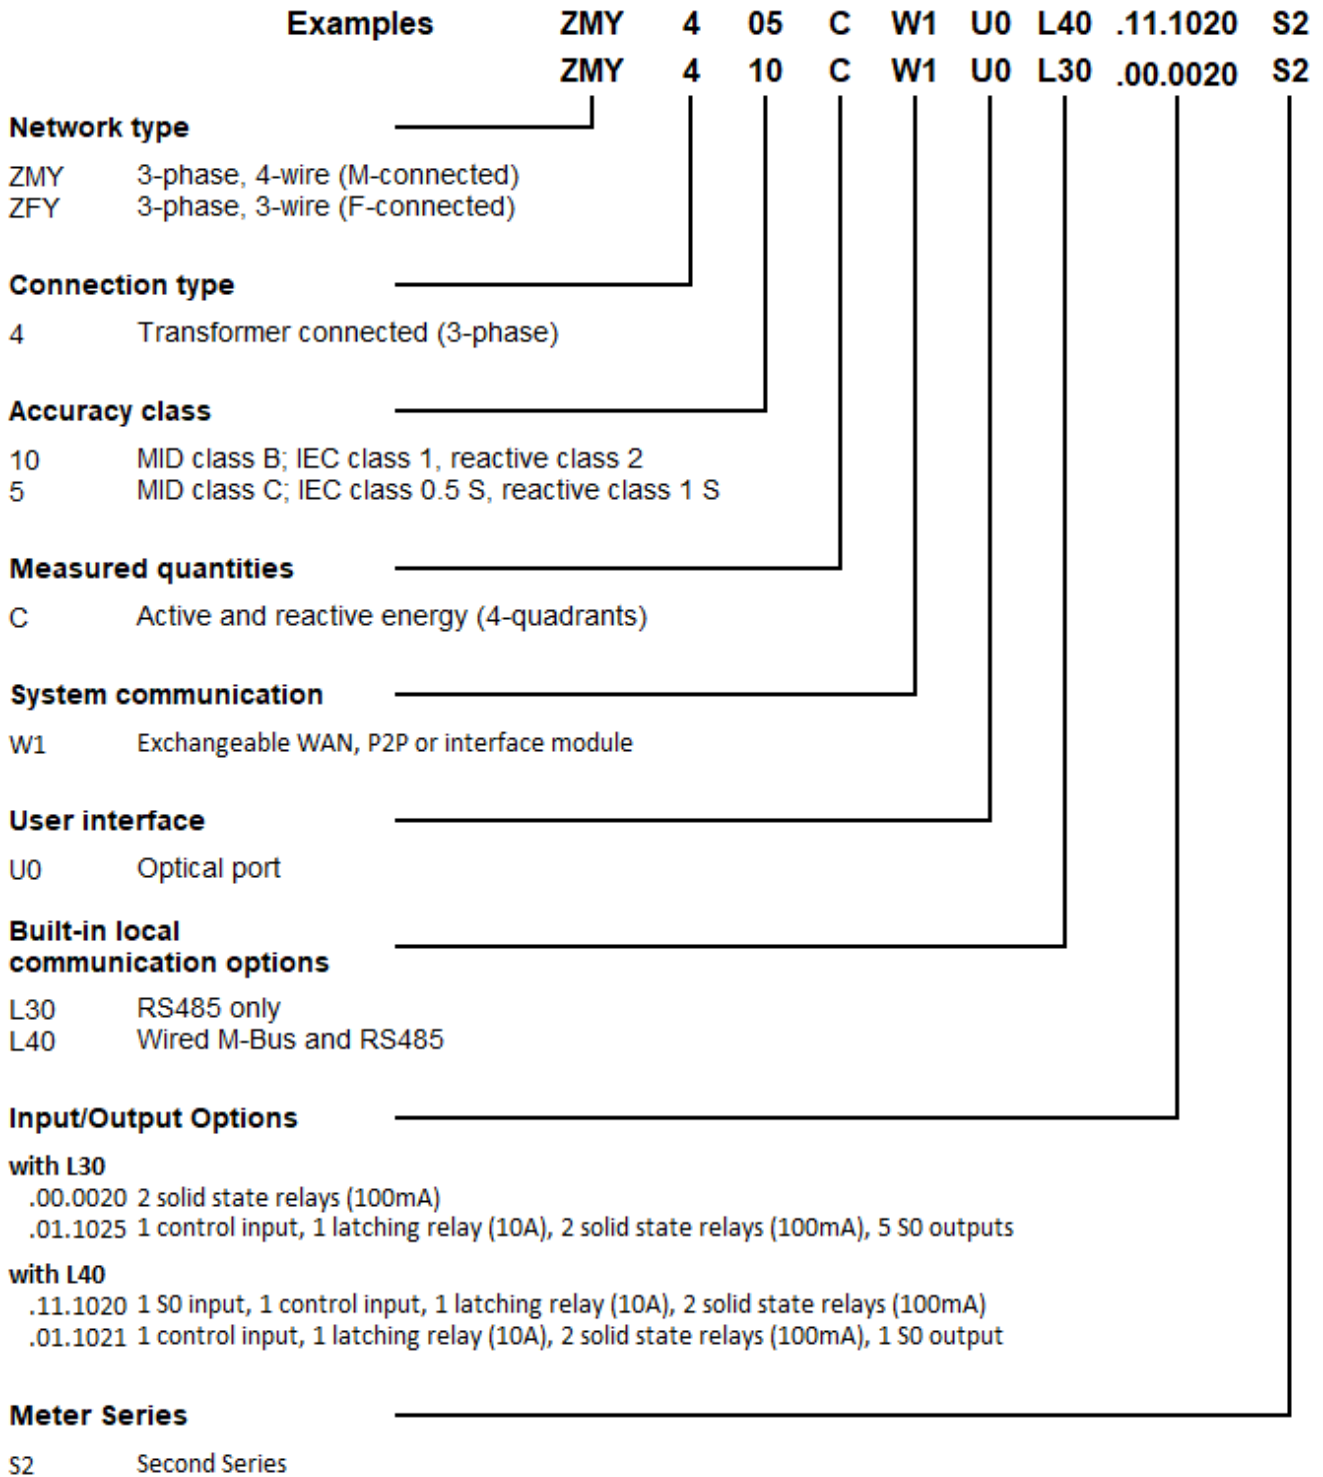 Examples ZMY 4 05 C W1 U0 L40 .11.1020 S2
ZMY 4 10 C W1 U0 L30 .00.0020 S2
Network type
ZMY 3-phase, 4-wire (M-connected)
ZFY 3-phase, 3-wire (F-connected)
Connection type
4 Transformer connected (3-phase)
Accuracy class
10 MID class B; IEC class 1, reactive class 2
5 MID class C; IEC class 0.5 S, reactive class 1 S
Measured quantities
C Active and reactive energy (4-quadrants)
System communication
W1 Exchangeable WAN, P2P or interface module
User interface
U0 Optical port
Built-in local
communication options
L30 RS485 only
L40 Wired M-Bus and RS485
Input/Output Options
with L30
.00.0020 2 solid state relays (100mA)
.01.1025 1 control input, 1 latching relay (10A), 2 solid state relays (100mA), 5 S0 outputs
with L40
.11.1020 1 S0 input, 1 control input, 1 latching relay (10A), 2 solid state relays (100mA)
.01.1021 1 control input, 1 latching relay (10A), 2 solid state relays (100mA), 1 S0 output
Meter Series
S2 Second Series